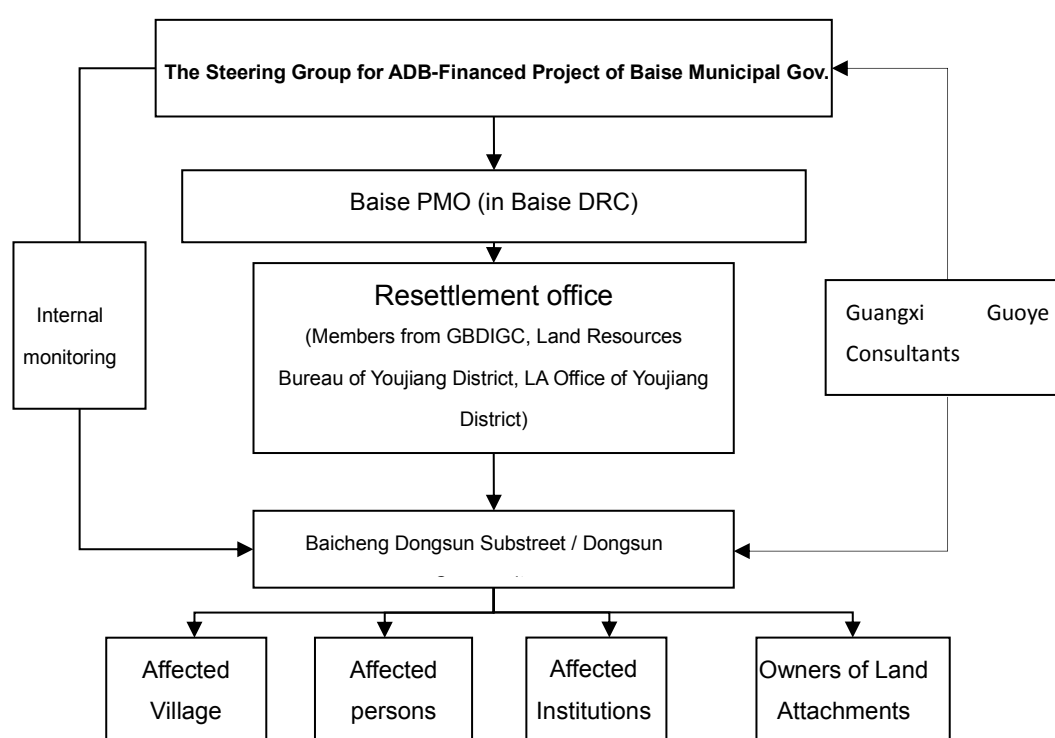 The Steering Group for ADB-Financed Project of Baise Municipal Gov.
Baise PMO (in Baise DRC)
Resettlement office
(Members from GBDIGC, Land Resources
Bureau of Youjiang District, LA Office of Youjiang
District)
Internal
monitoring
Guangxi Guoye
Consultants
Baicheng Dongsun Substreet / Dongsun
Affected
Village
Affected
persons
Affected
Institutions
Owners of Land
Attachments